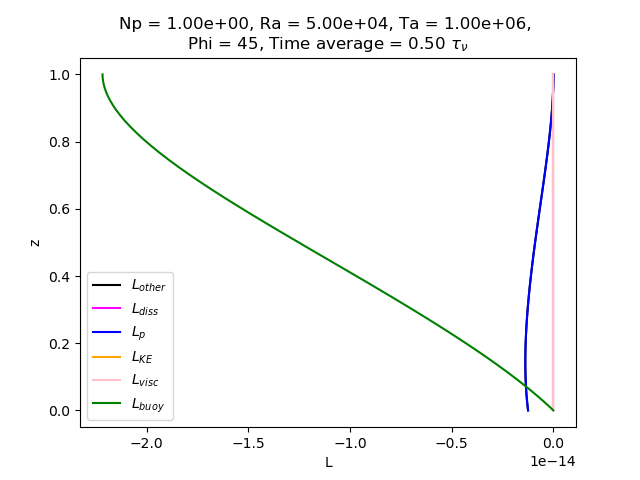 Np = 1.00e+00, Ra = 5.00e+04, Ta = 1.00e+06,
Phi = 45, Time average = 0.50 τ_ν
1.0
0.8
0.6
0.4
0.2
0.0
z
L_other
L_diss
L_p
L_KE
L_visc
L_buoy
−2.0 −1.5 −1.0 −0.5 0.0
1e−14
L